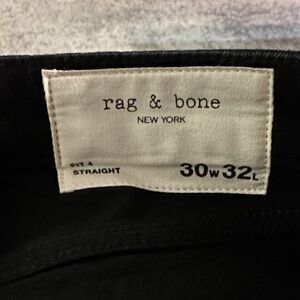 rag & bone
NEW YORK
FIT 4
STRAIGHT
30W 32L